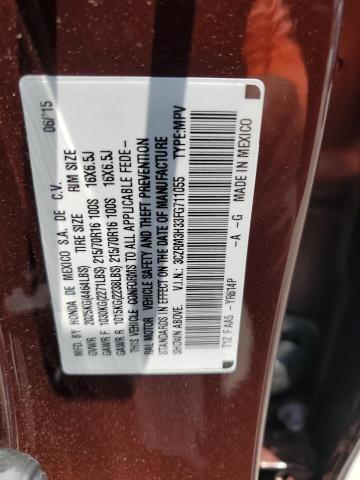 MFD. BY HONDA DE MEXICO S.A. DE C.V. 06/15
TIRE SIZE RIM SIZE
GVWR 2025KG(4464LBS)
GAWR F 1030KG(2271LBS) 215/70R16 100S 16X6.5J
GAWR R 1015KG(2238LBS) 215/70R16 100S 16X6.5J
THIS VEHICLE CONFORMS TO ALL APPLICABLE FEDE-
RAL MOTOR VEHICLE SAFETY AND THEFT PREVENTION
STANDARDS IN EFFECT ON THE DATE OF MANUFACTURE
SHOWN ABOVE.
V.I.N.: 3CZRM3H33FG711055 TYPE:MPV
T1Z FAA5 -YR614P -A -G MADE IN MEXICO